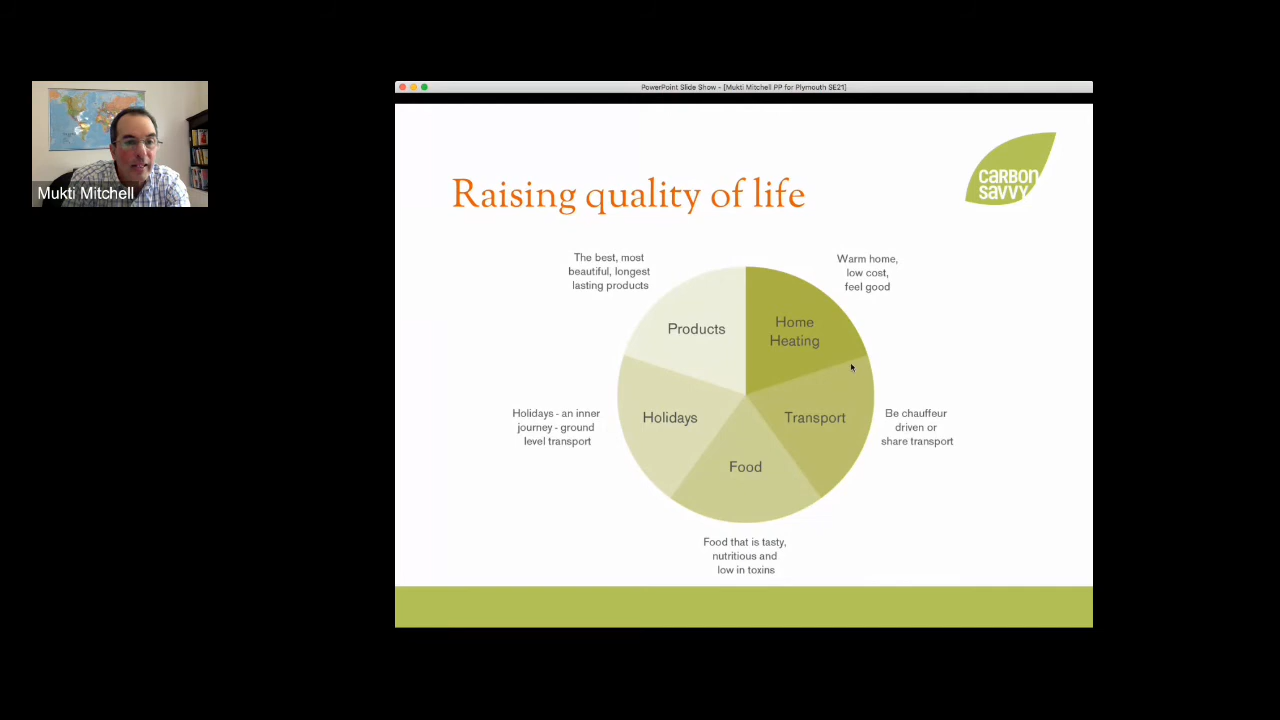 PowerPoint Slide Show - [Mukti Mitchell PP for Plymouth SE21]
Mukti Mitchell
CARBON
SAVVY
Raising quality of life
The best, most
beautiful, longest
lasting products
Warm home,
low cost,
feel good
Products
Home
Heating
Holidays - an inner
journey - ground
level transport
Holidays
Transport
Be chauffeur
driven or
share transport
Food
Food that is tasty,
nutritious and
low in toxins